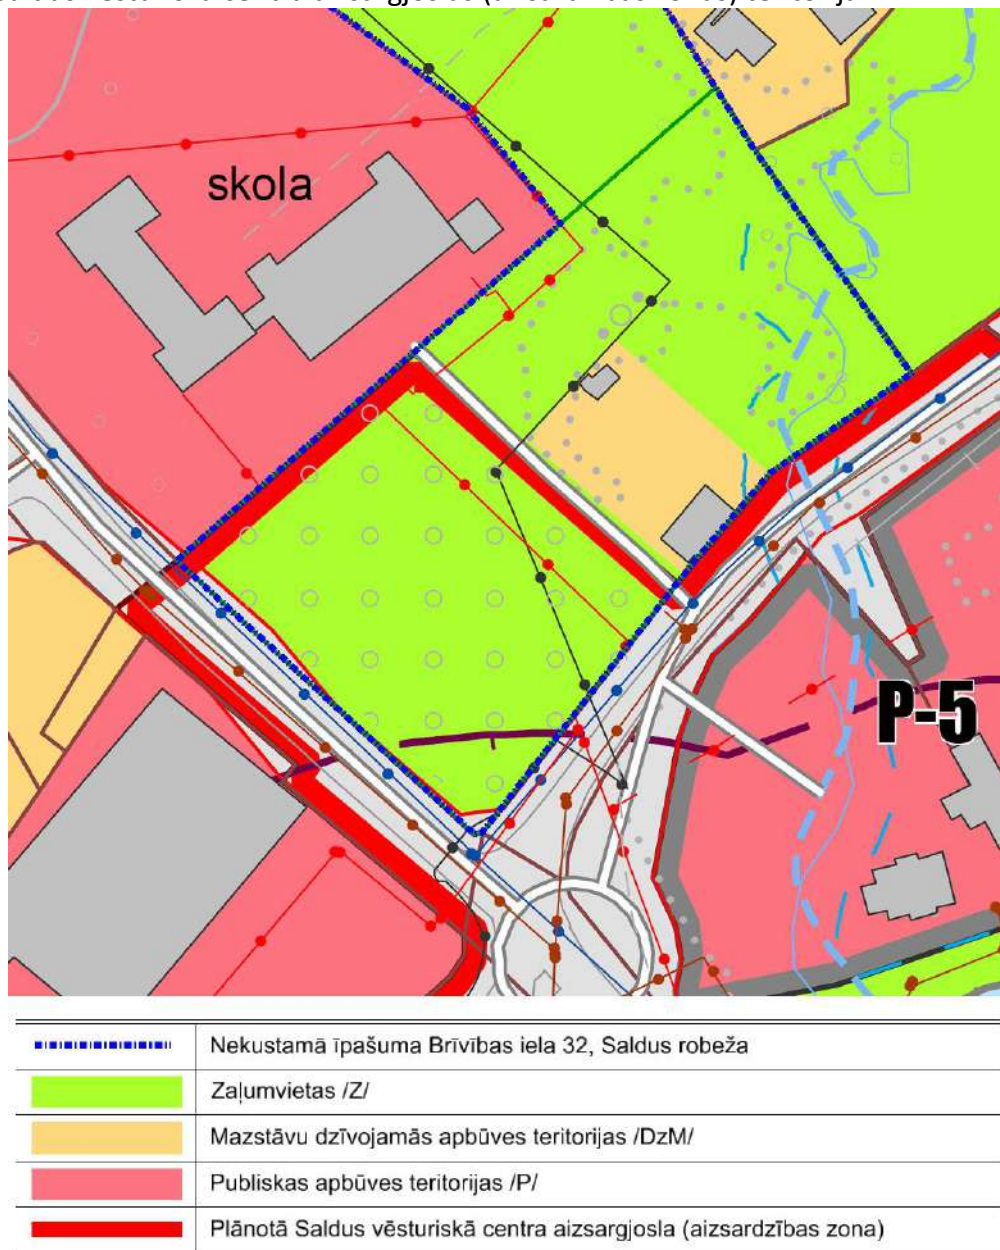 skola
P-5
Nekustamā īpašuma Brīvības iela 32, Saldus robeža
Zaļumvietas /Z/
Mazstāvu dzīvojamās apbūves teritorijas /DzM/
Publiskas apbūves teritorijas /P/
Plānotā Saldus vēsturiskā centra aizsargjosla (aizsardzības zona)